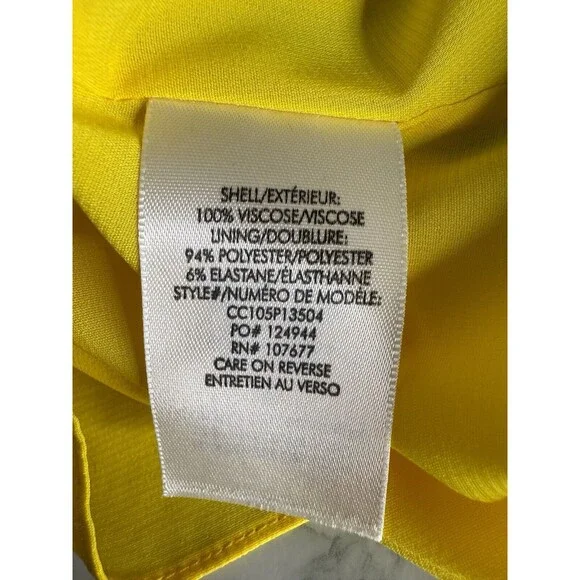 SHELL/EXTÉRIEUR:
100% VISCOSE/VISCOSE
LINING/DOUBLURE:
94% POLYESTER/POLYESTER
6% ELASTANE/ÉLASTHANNE
STYLE#/NUMÉRO DE MODÈLE:
CC105P13504
PO# 124944
RN# 107677
CARE ON REVERSE
ENTRETIEN AU VERSO